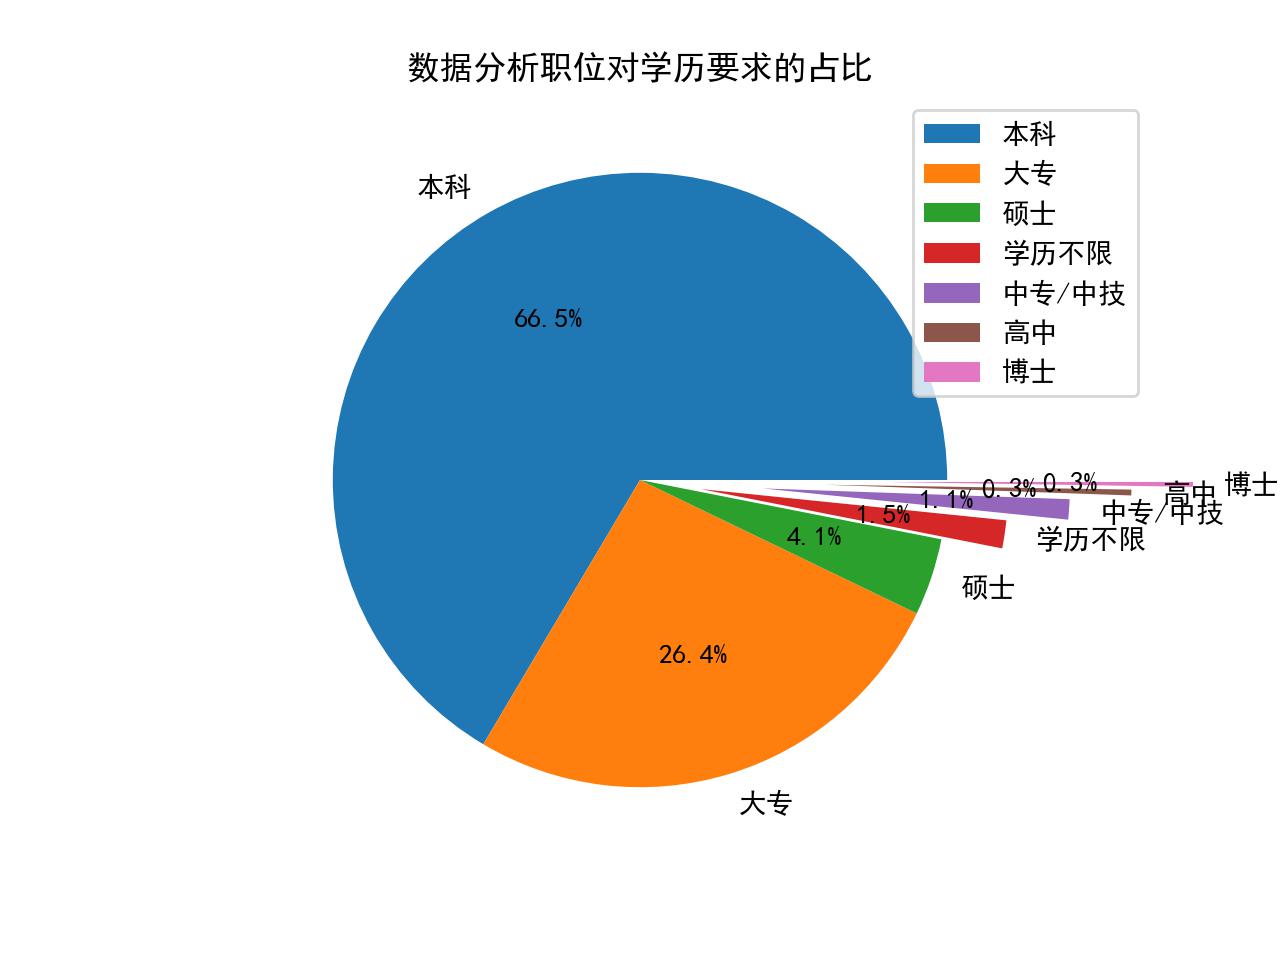 数据分析职位对学历要求的占比
本科
大专
硕士
学历不限
中专/中技
高中
博士
本科
66.5%
26.4%
大专
4.1%
硕士
1.5%
学历不限
1.1%
中专/中技
0.3%
高中
0.3%
博士